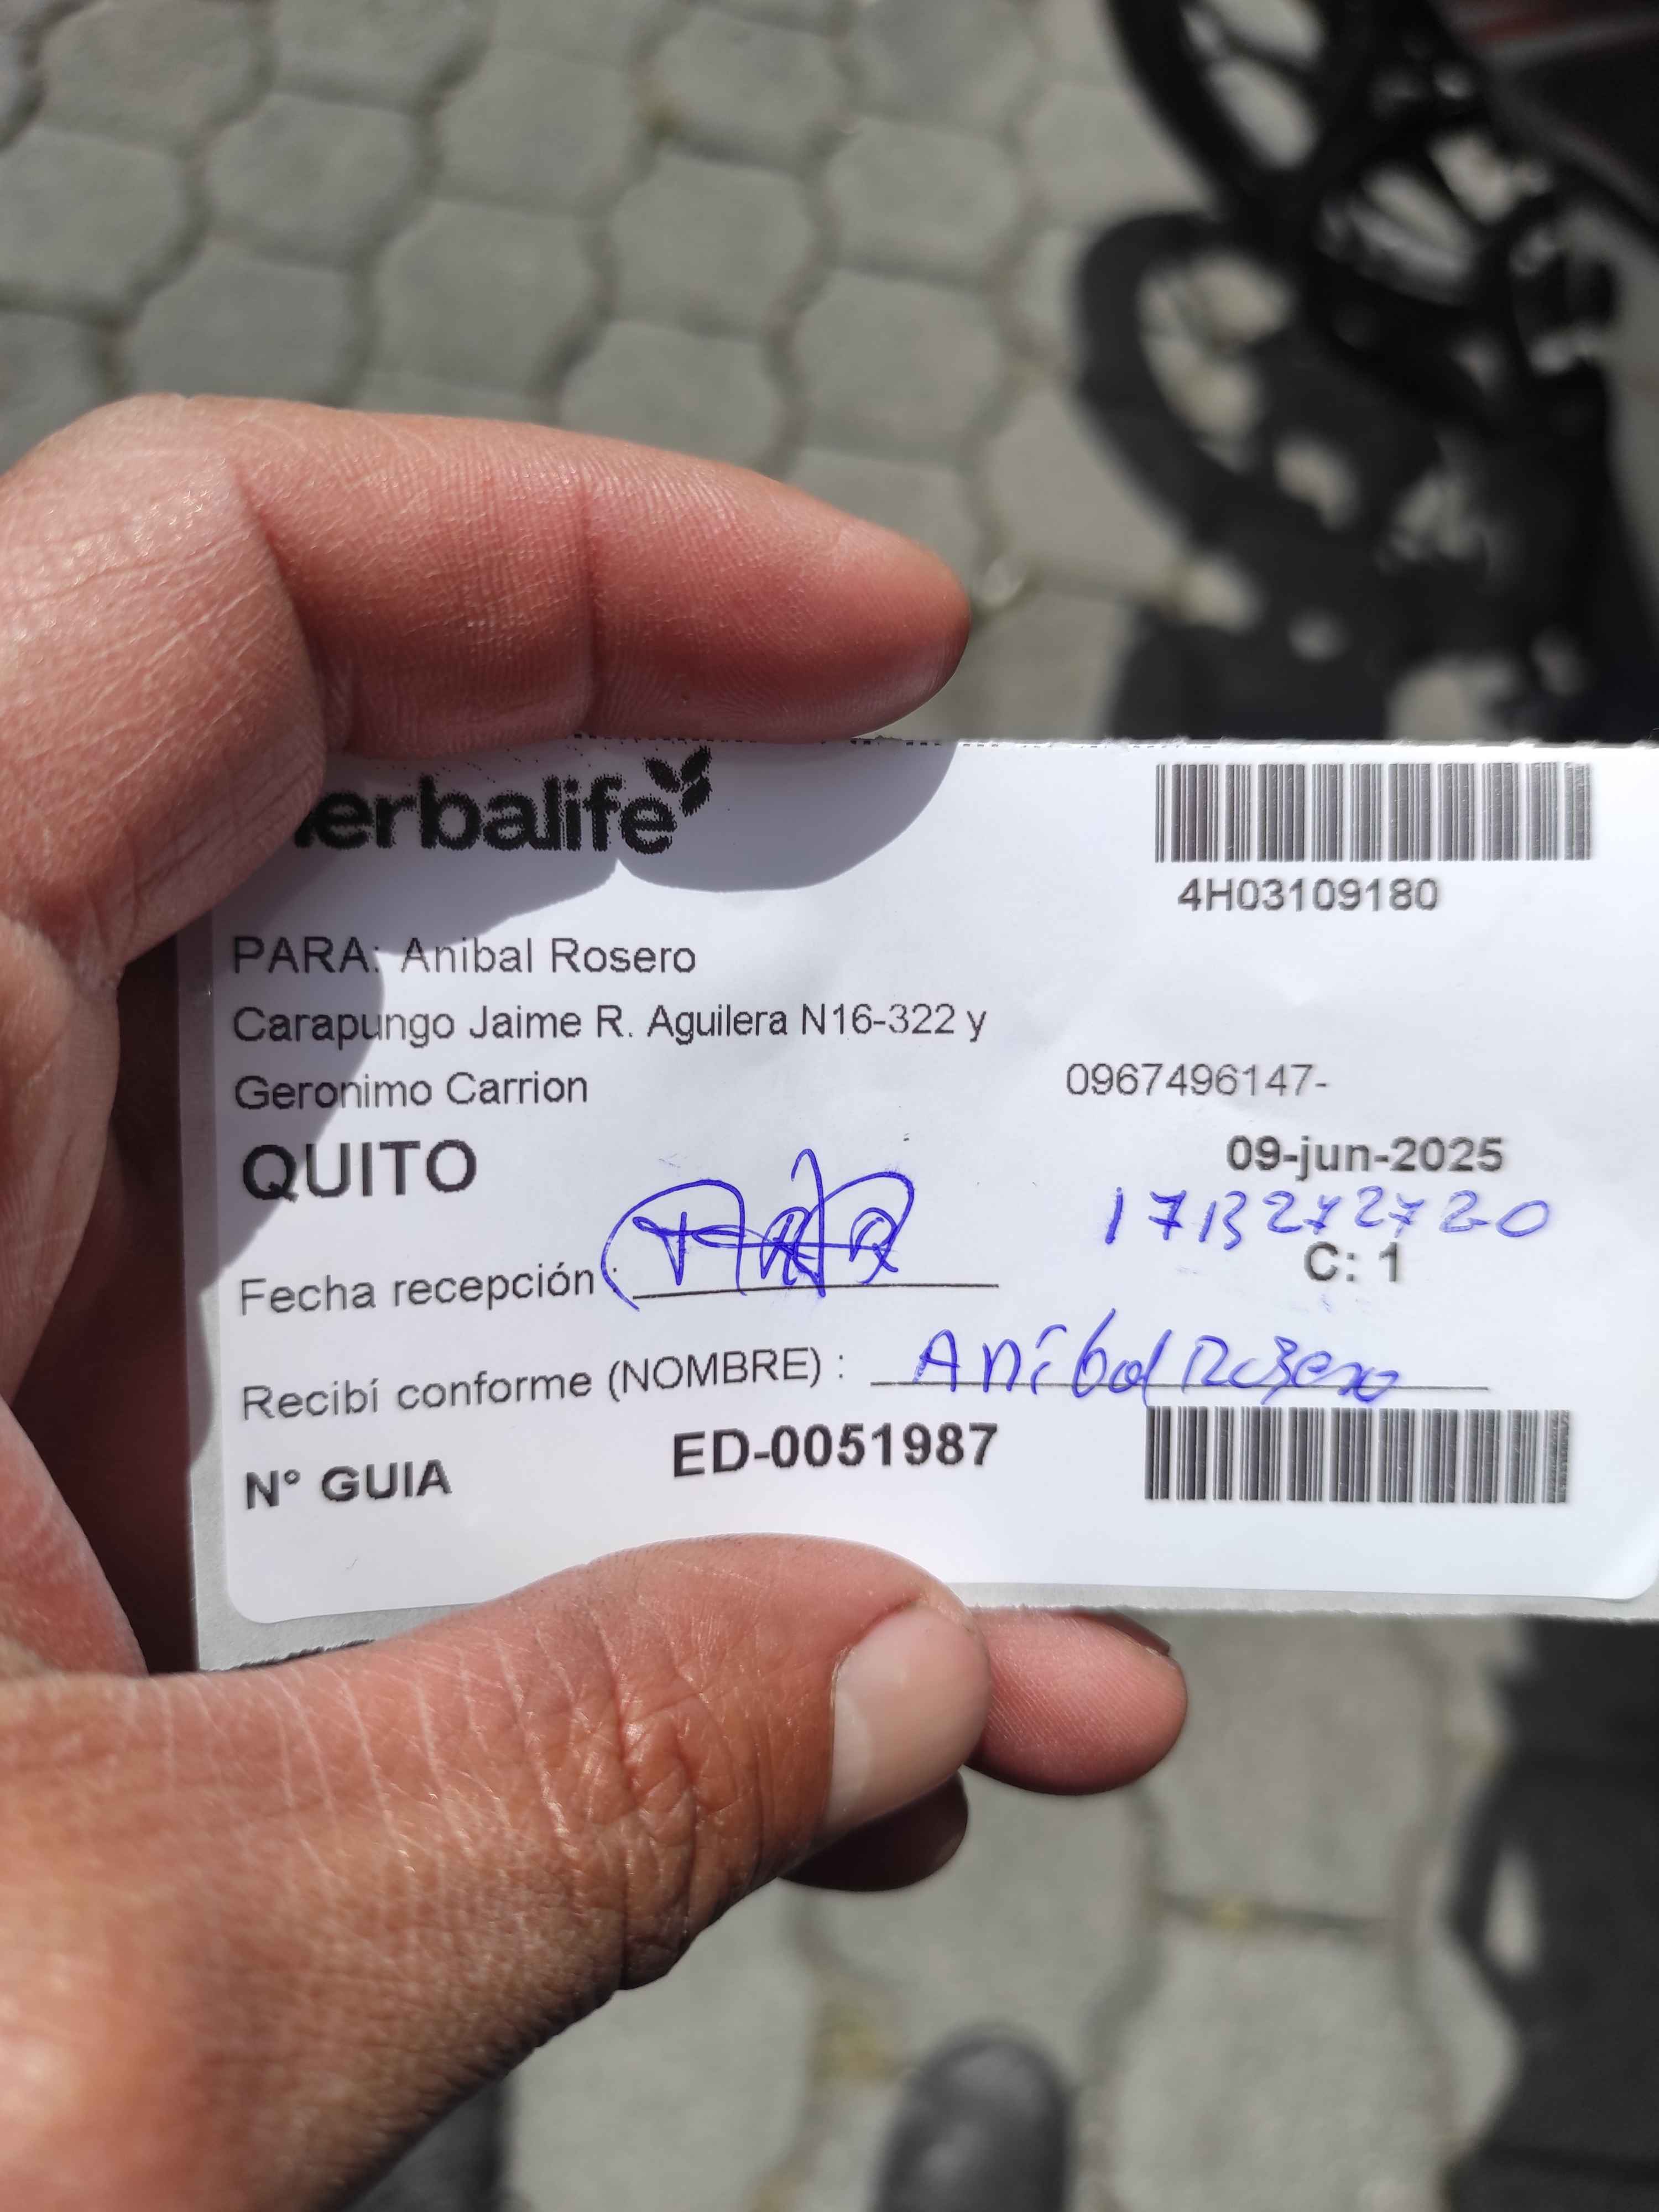 erbalife
4H03109180
PARA: Anibal Rosero
Carapungo Jaime R. Aguilera N16-322 y
Geronimo Carrion
0967496147-
QUITO
09-jun-2025
1713272720
C: 1
Fecha recepción :
Recibí conforme (NOMBRE) : Aníbal Rosero
N° GUIA ED-0051987